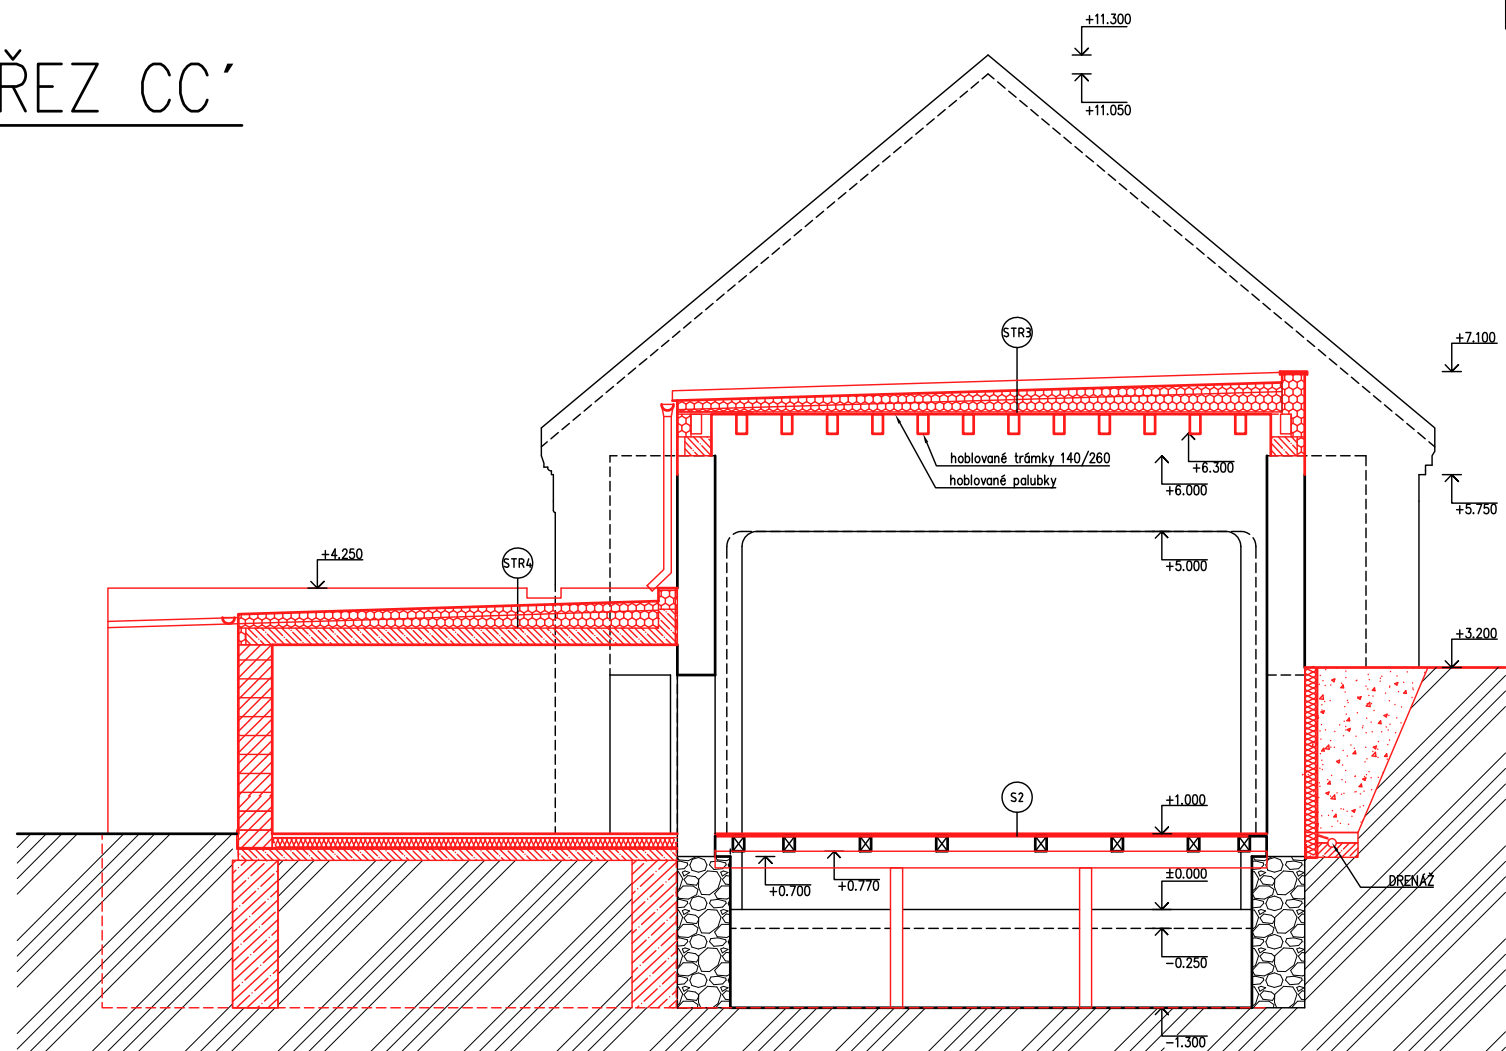 ŘEZ CC´
+11.300
+11.050
STR3
+7.100
hoblované trámky 140/260
hoblované palubky
+6.300
+6.000
+5.750
+5.000
+4.250
STR4
+3.200
S2
+1.000
+0.700
+0.770
±0.000
DRENÁŽ
-0.250
-1.300